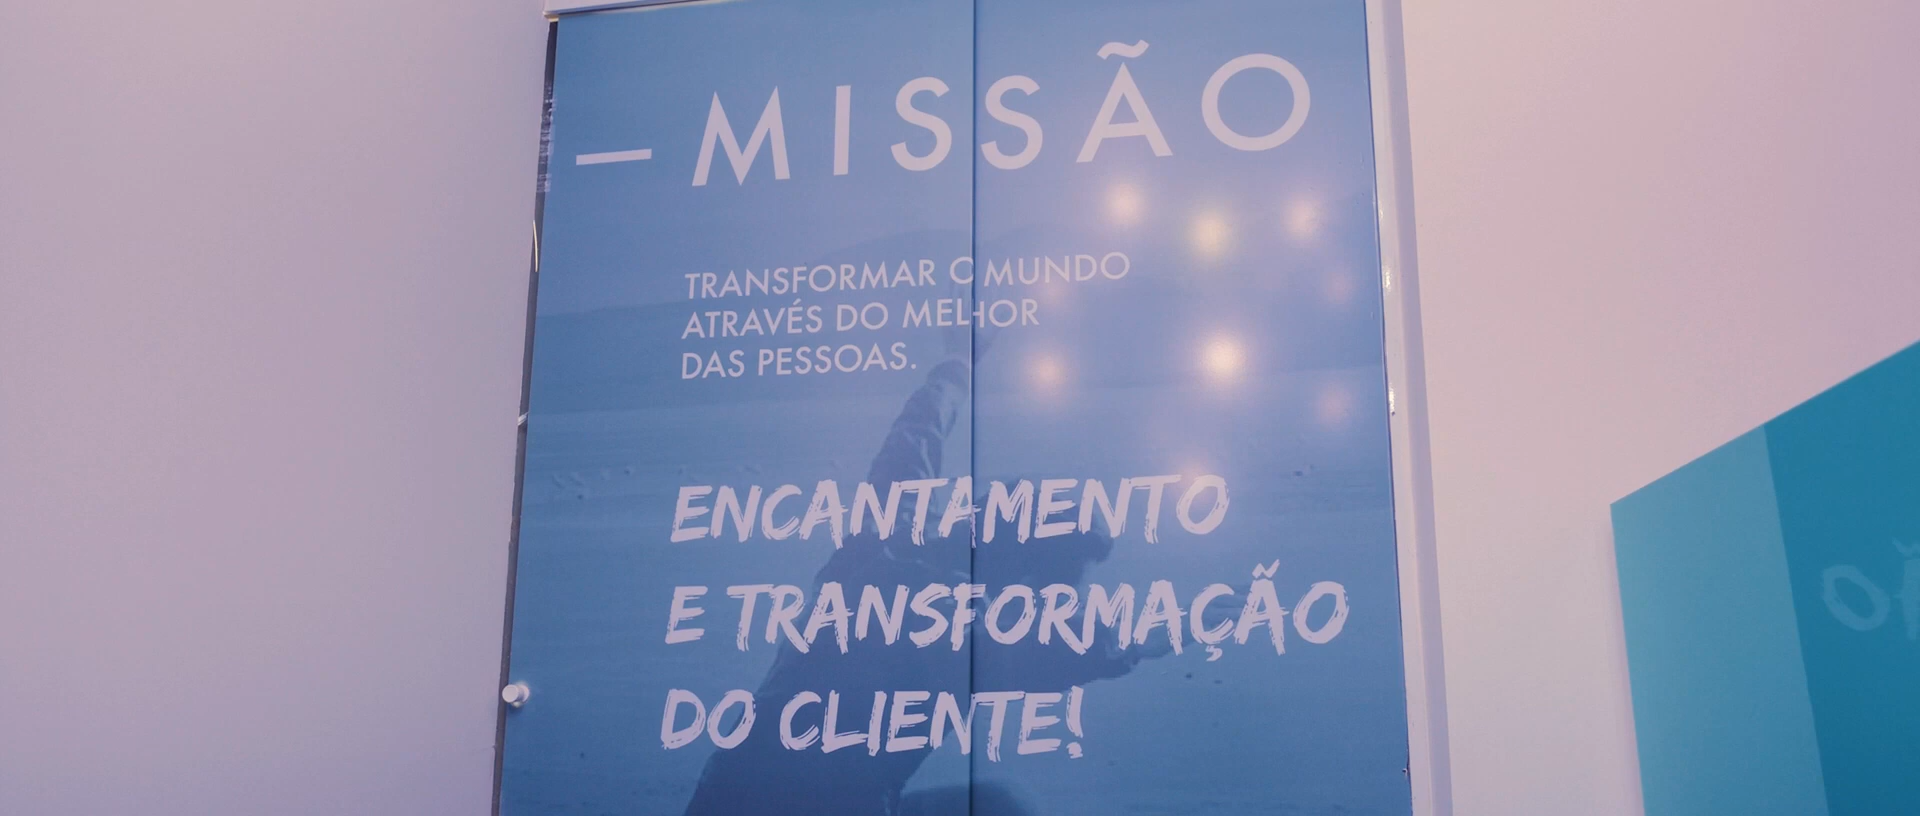 – MISSÃO
TRANSFORMAR O MUNDO
ATRAVÉS DO MELHOR
DAS PESSOAS.
ENCANTAMENTO
E TRANSFORMAÇÃO
DO CLIENTE!